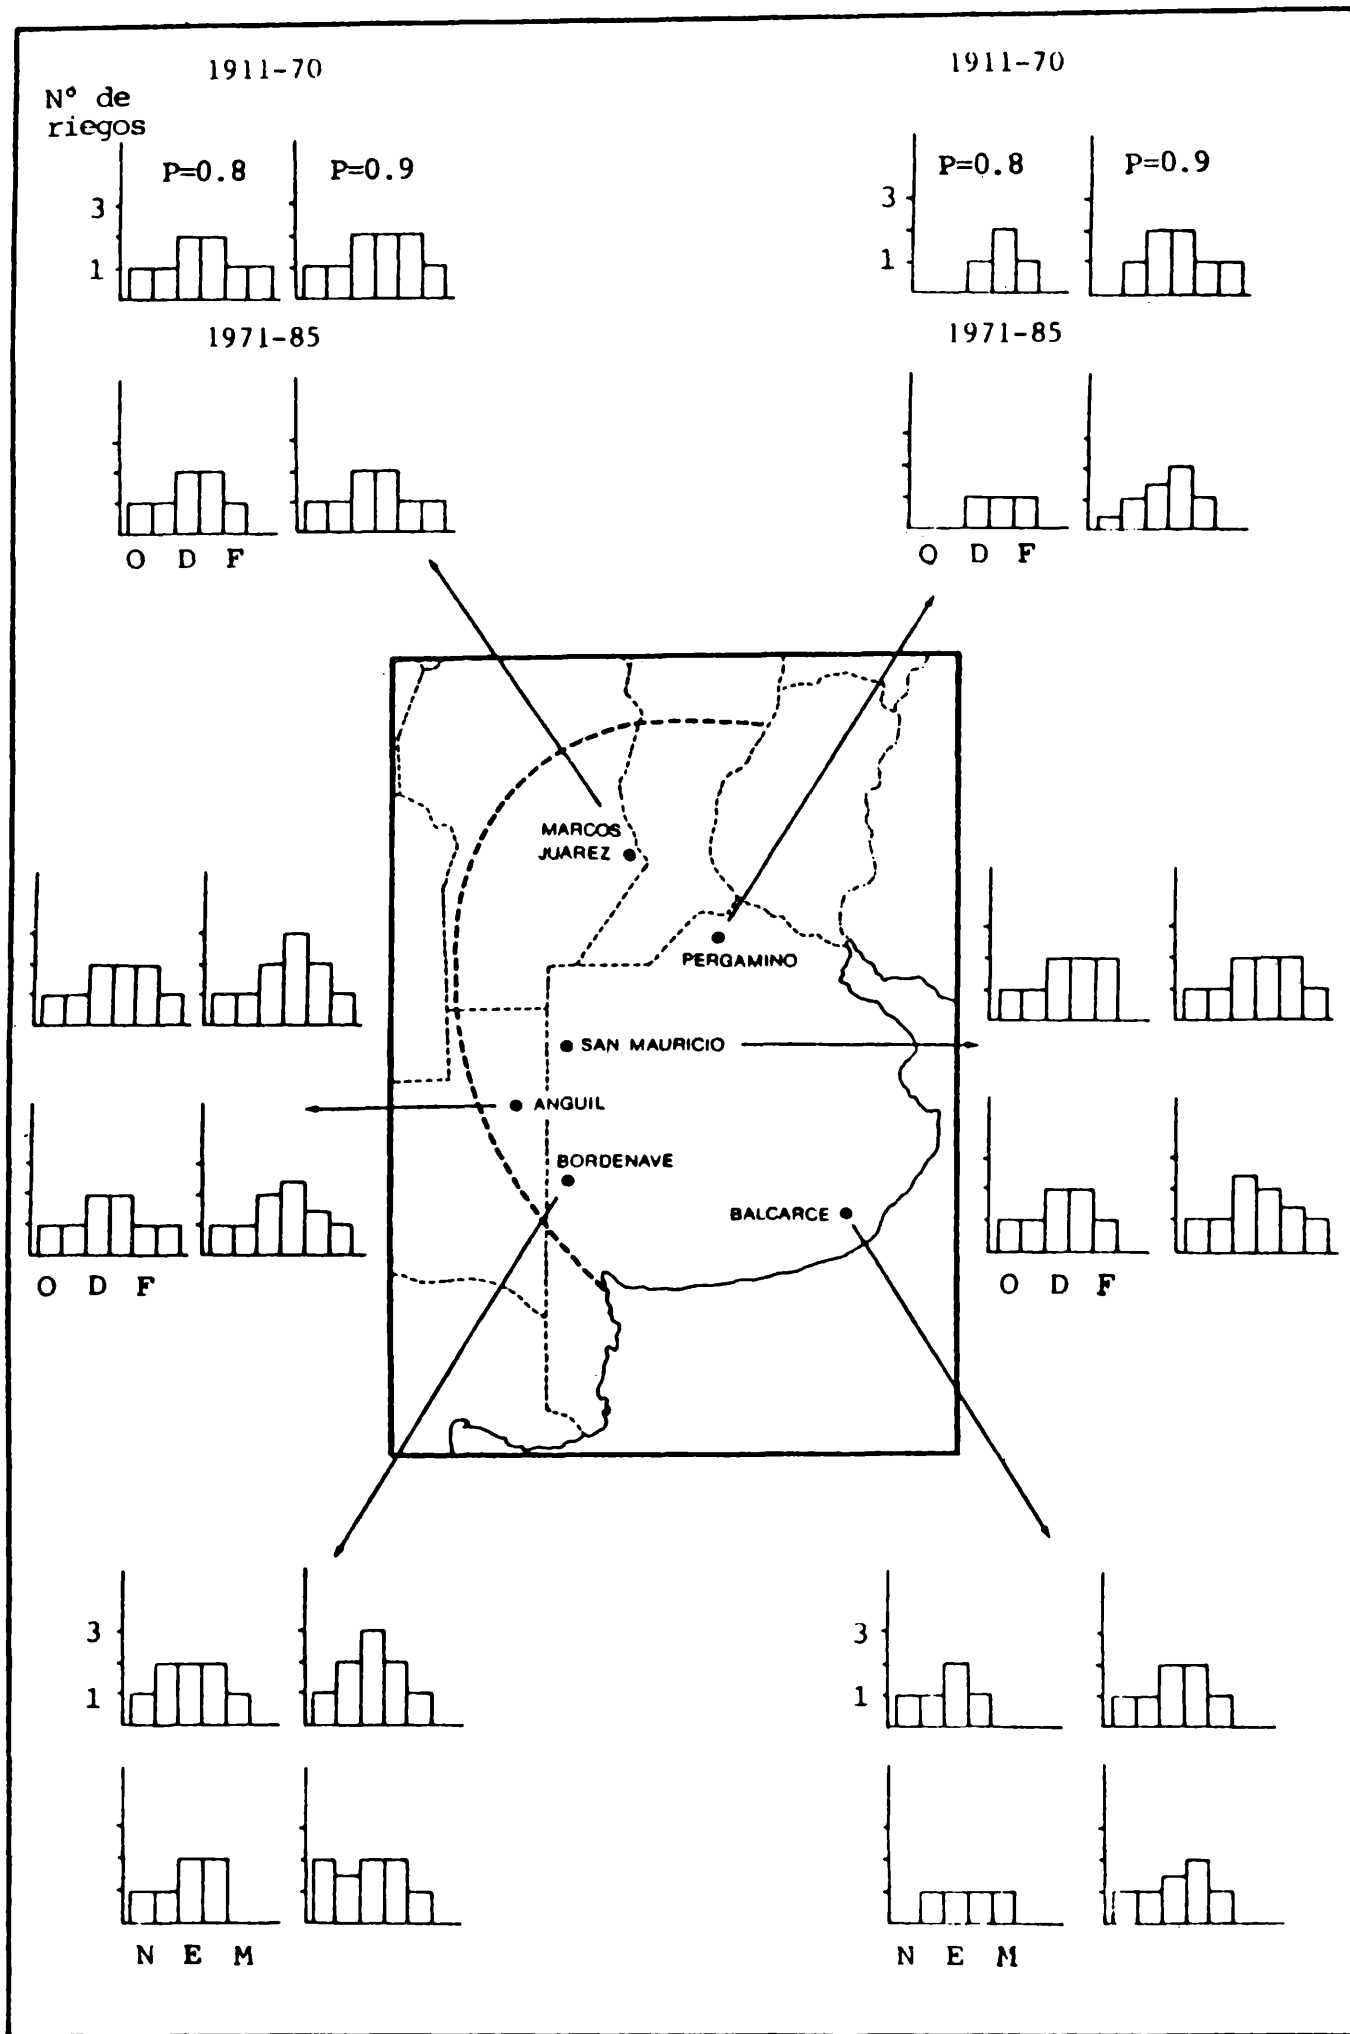 1911-70
1911-70
N° de
riegos
P=0.8
P=0.9
P=0.8
P=0.9
3
1
3
1
1971-85
1971-85
O D F
O D F
MARCOS
JUAREZ
PERGAMINO
SAN MAURICIO
ANGUIL
BORDENAVE
BALCARCE
O D F
O D F
3
1
3
1
N E M
N E M